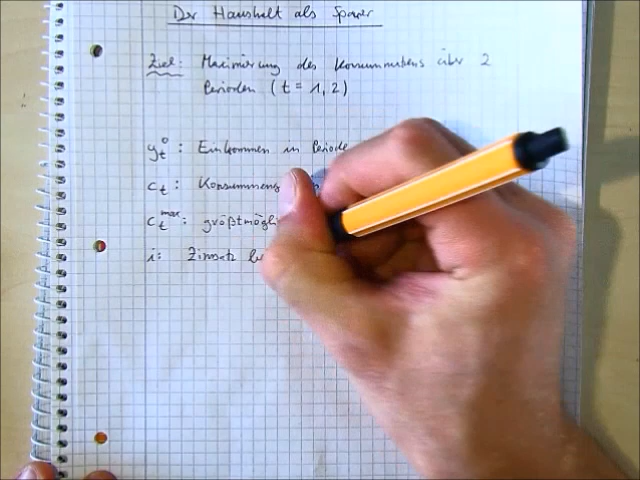 Der Haushalt als Sparer
Ziel: Maximierung des Konsumnutzens über 2
Perioden (t = 1, 2)
y_t^0 : Einkommen in Periode
c_t : Konsummeng
c_t^max : größtmögli
i : Zinssatz